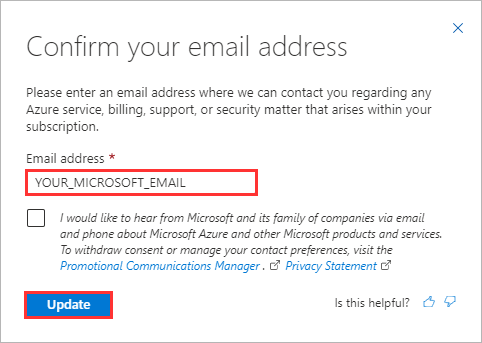 Confirm your email address
Please enter an email address where we can contact you regarding any
Azure service, billing, support, or security matter that arises within your
subscription.
Email address *
YOUR_MICROSOFT_EMAIL
I would like to hear from Microsoft and its family of companies via email
and phone about Microsoft Azure and other Microsoft products and services.
To withdraw consent or manage your contact preferences, visit the
Promotional Communications Manager . Privacy Statement
Update
Is this helpful?